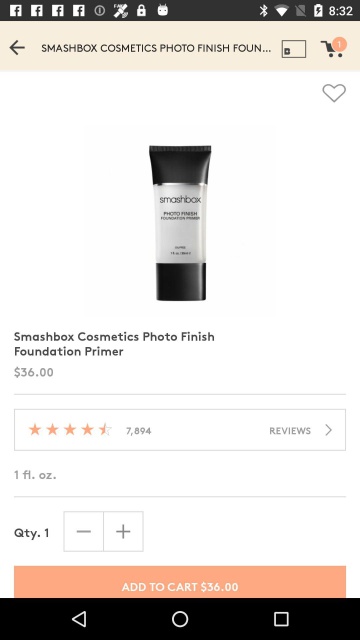 8:32
SMASHBOX COSMETICS PHOTO FINISH FOUN...
1
smashbox
PHOTO FINISH
FOUNDATION PRIMER
Smashbox Cosmetics Photo Finish
Foundation Primer
$36.00
7,894
REVIEWS
1 fl. oz.
Qty. 1
ADD TO CART $36.00